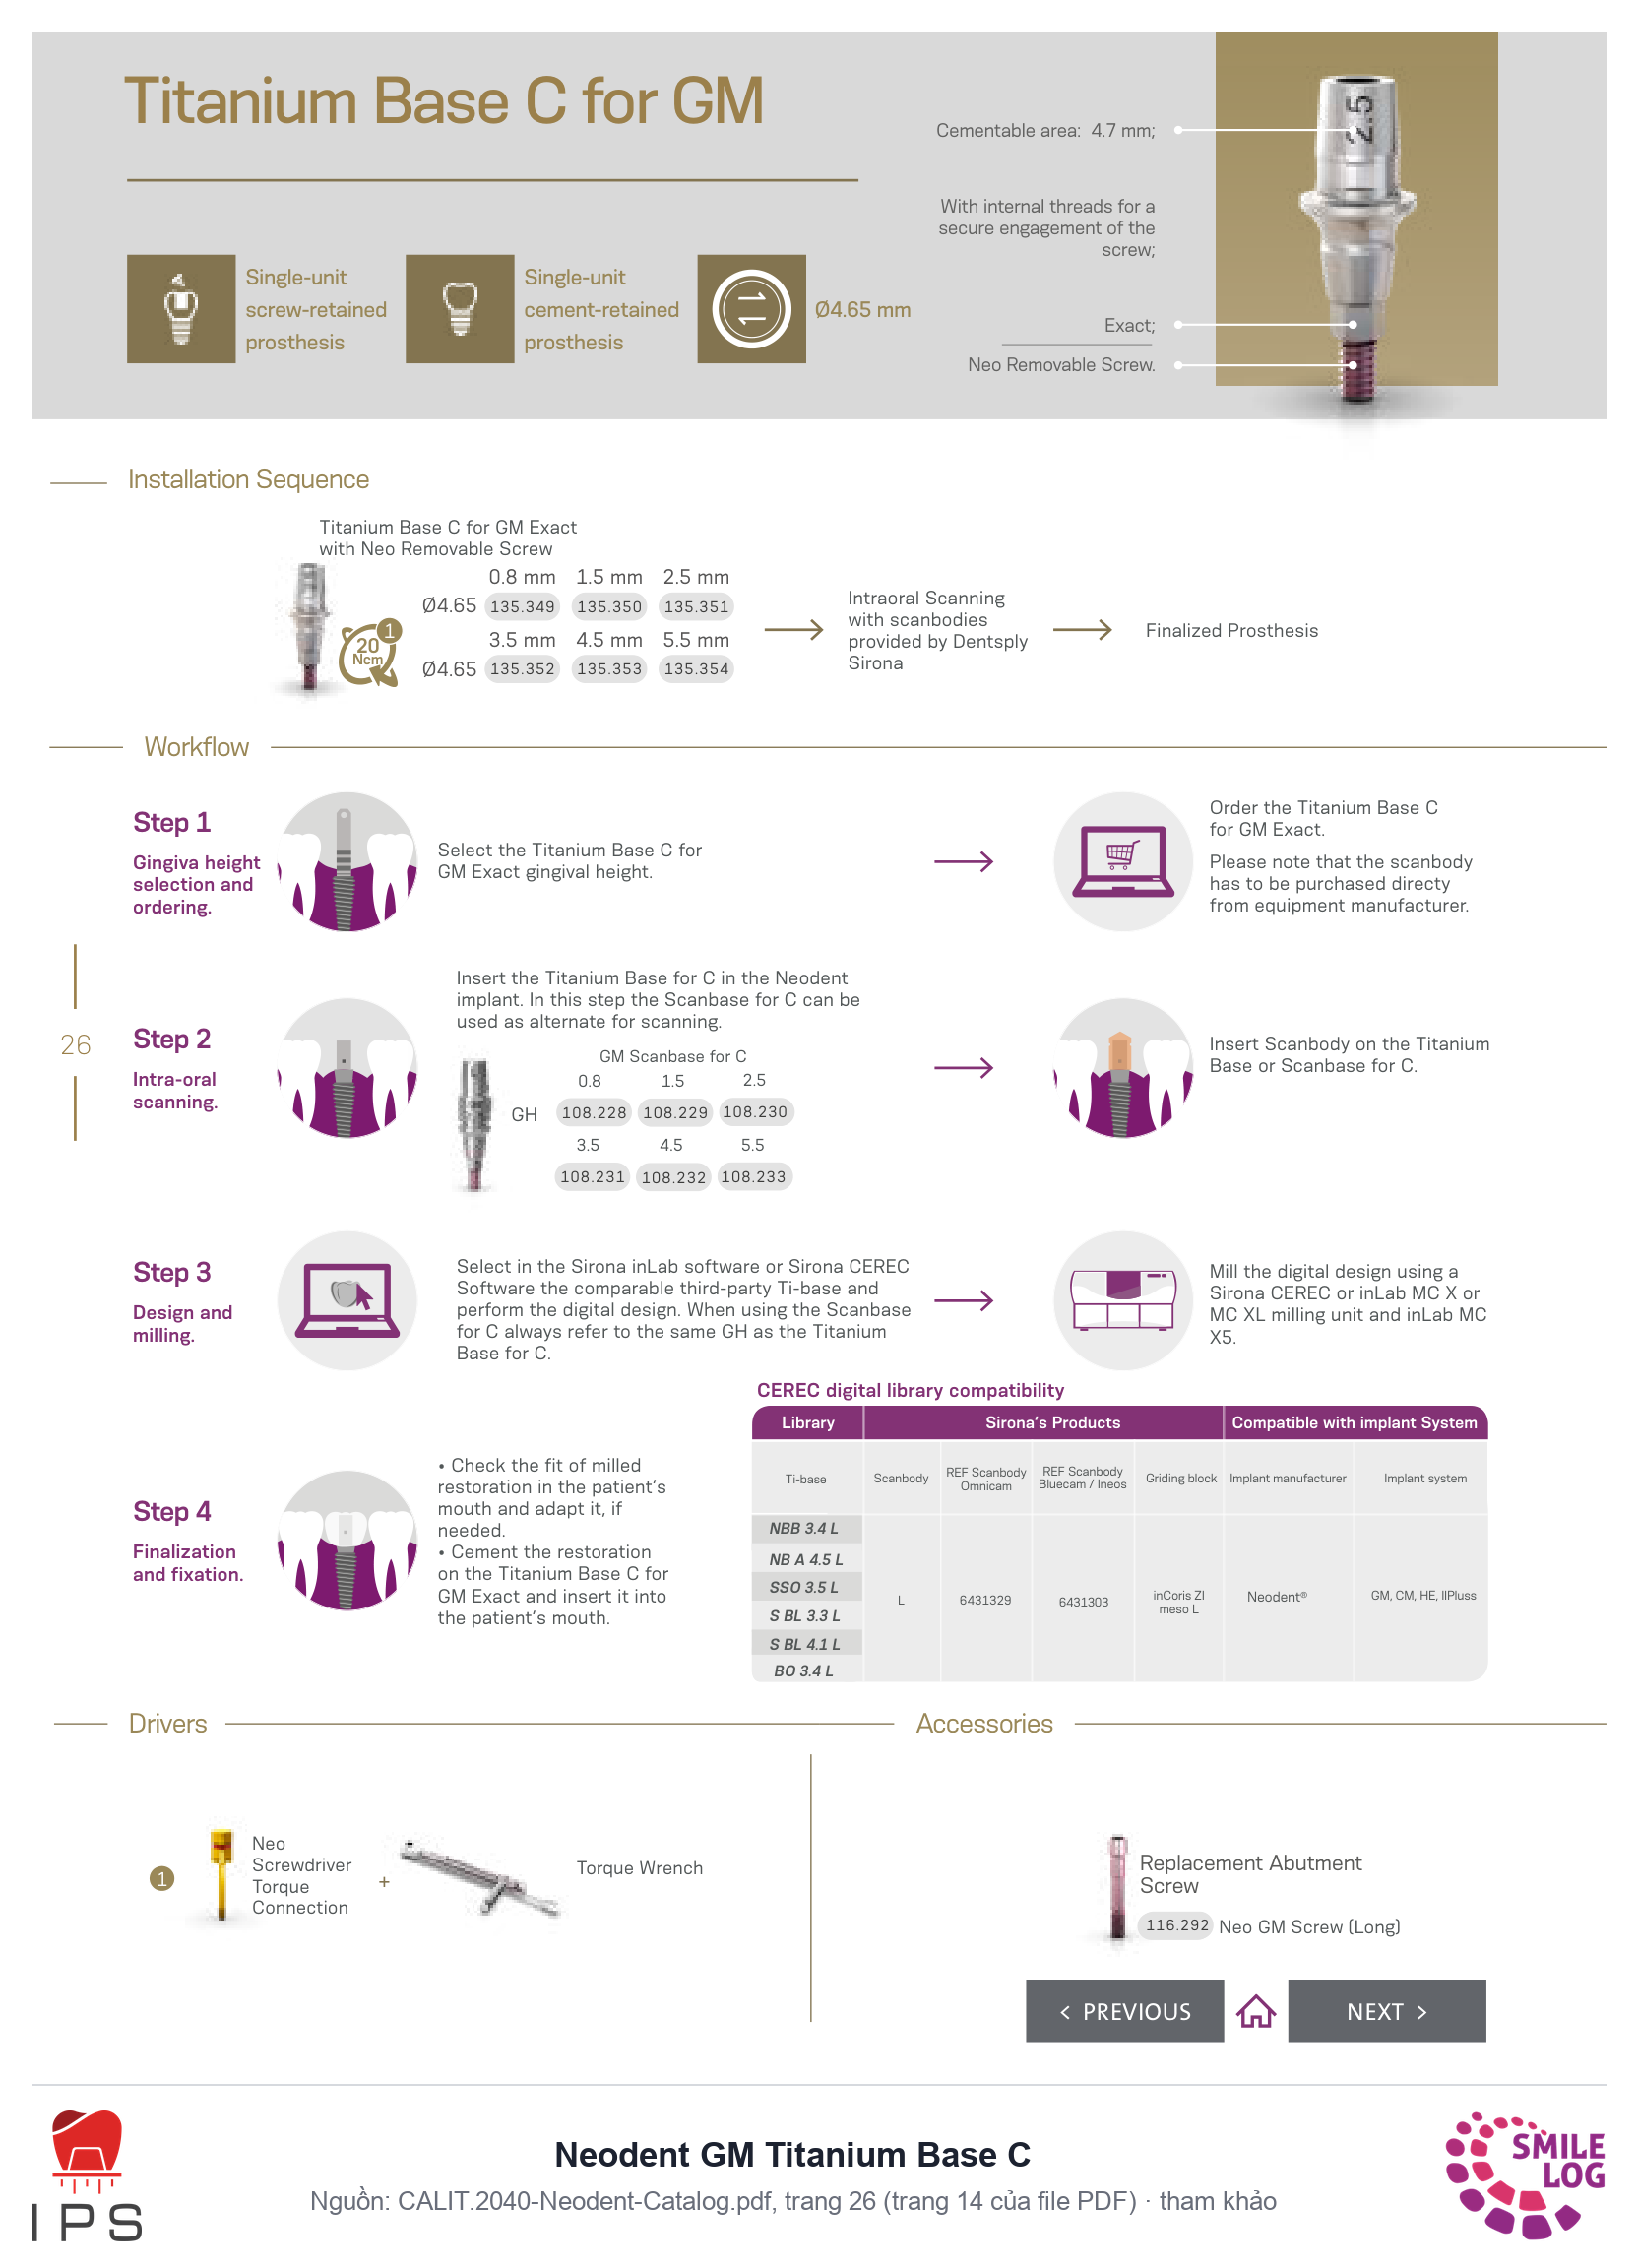 Titanium Base C for GM
Single-unit
screw-retained
prosthesis
Single-unit
cement-retained
prosthesis
Ø4.65 mm
Cementable area: 4.7 mm;
With internal threads for a
secure engagement of the
screw;
Exact;
Neo Removable Screw.
2.5
Installation Sequence
Titanium Base C for GM Exact
with Neo Removable Screw
20
Ncm
1
0.8 mm 1.5 mm 2.5 mm
Ø4.65 135.349 135.350 135.351
3.5 mm 4.5 mm 5.5 mm
Ø4.65 135.352 135.353 135.354
Intraoral Scanning
with scanbodies
provided by Dentsply
Sirona
Finalized Prosthesis
Workflow
Step 1
Gingiva height
selection and
ordering.
Select the Titanium Base C for
GM Exact gingival height.
Order the Titanium Base C
for GM Exact.
Please note that the scanbody
has to be purchased directy
from equipment manufacturer.
26
Step 2
Intra-oral
scanning.
Insert the Titanium Base for C in the Neodent
implant. In this step the Scanbase for C can be
used as alternate for scanning.
GM Scanbase for C
0.8 1.5 2.5
GH 108.228 108.229 108.230
3.5 4.5 5.5
108.231 108.232 108.233
Insert Scanbody on the Titanium
Base or Scanbase for C.
Step 3
Design and
milling.
Select in the Sirona inLab software or Sirona CEREC
Software the comparable third-party Ti-base and
perform the digital design. When using the Scanbase
for C always refer to the same GH as the Titanium
Base for C.
Mill the digital design using a
Sirona CEREC or inLab MC X or
MC XL milling unit and inLab MC
X5.
Step 4
Finalization
and fixation.
• Check the fit of milled
restoration in the patient's
mouth and adapt it, if
needed.
• Cement the restoration
on the Titanium Base C for
GM Exact and insert it into
the patient's mouth.
CEREC digital library compatibility
Library Sirona's Products Compatible with implant System
Ti-base Scanbody REF Scanbody Omnicam REF Scanbody Bluecam / Ineos Griding block Implant manufacturer Implant system
NBB 3.4 L
NB A 4.5 L
SSO 3.5 L
S BL 3.3 L
S BL 4.1 L
BO 3.4 L
L 6431329 6431303 inCoris ZI meso L Neodent® GM, CM, HE, IIPluss
Drivers
1
Neo
Screwdriver
Torque
Connection
+
Torque Wrench
Accessories
Replacement Abutment
Screw
116.292 Neo GM Screw (Long)
< PREVIOUS
NEXT >
IPS
Neodent GM Titanium Base C
Nguồn: CALIT.2040-Neodent-Catalog.pdf, trang 26 (trang 14 của file PDF) · tham khảo
SMILE
LOG